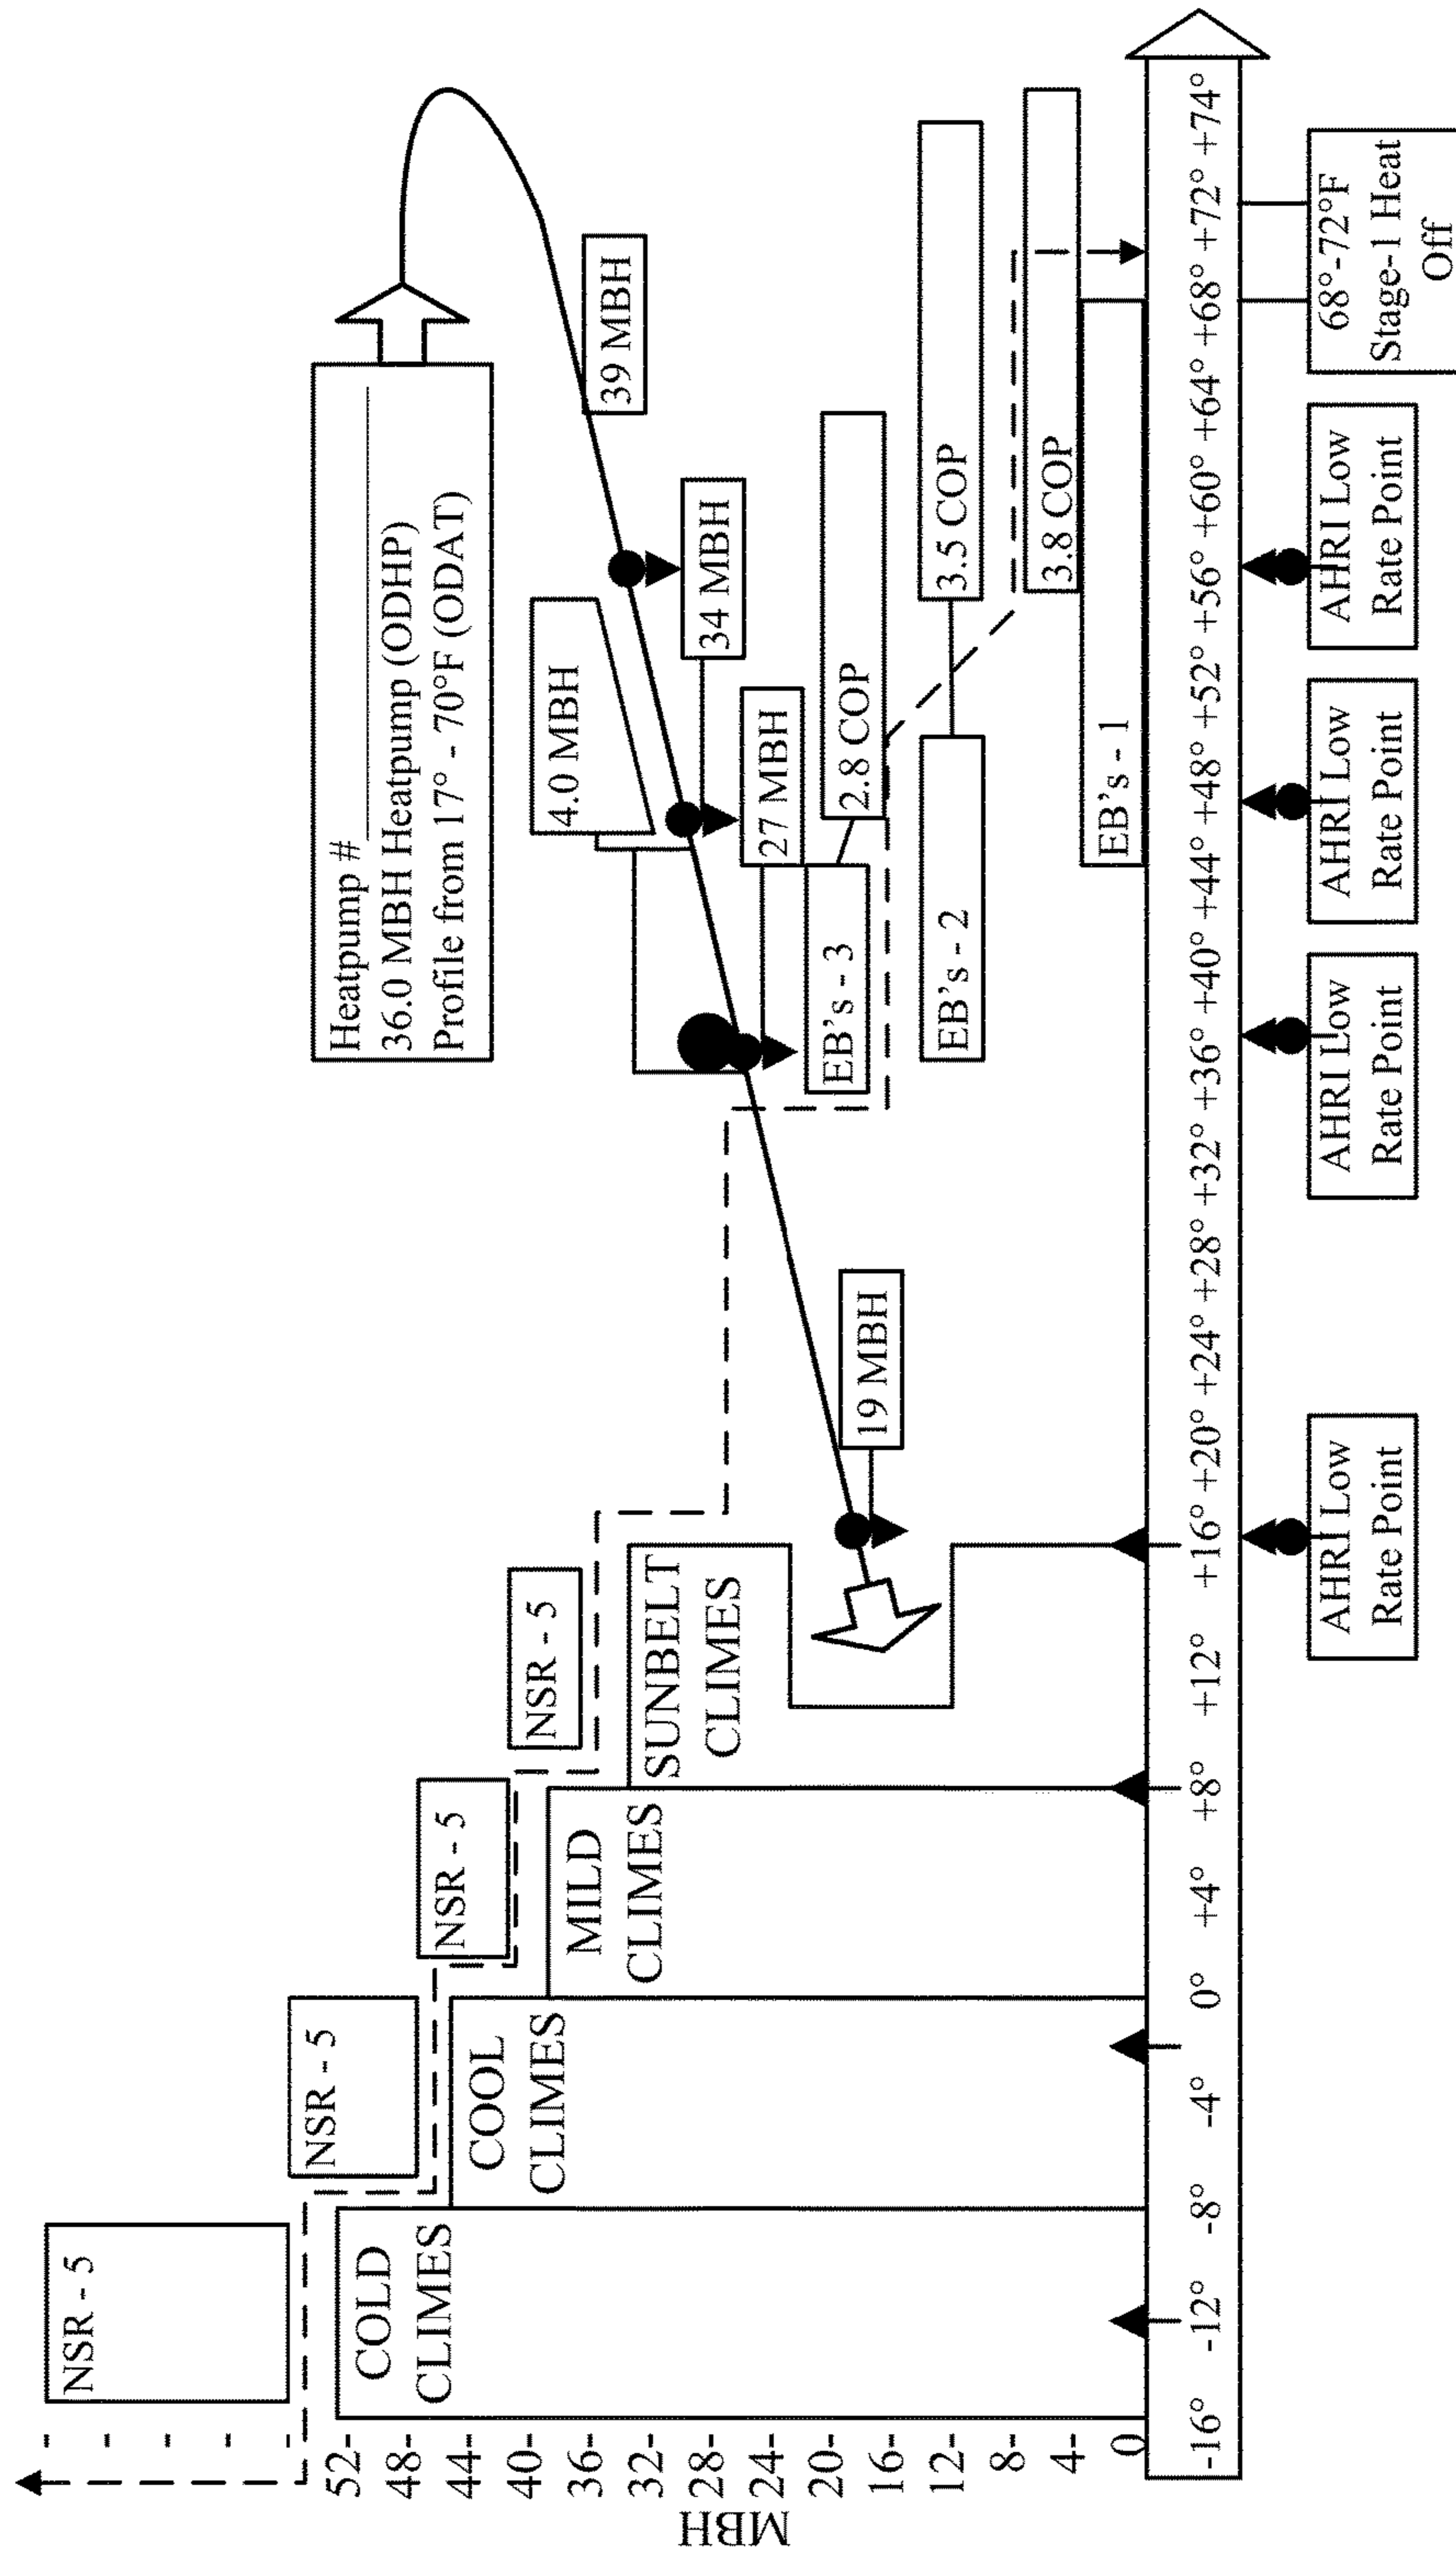 Heatpump #
36.0 MBH Heatpump (ODHP)
Profile from 17° - 70°F (ODAT)
NSR - 5
NSR - 5
NSR - 5
NSR - 5
COLD
CLIMES
COOL
CLIMES
MILD
CLIMES
SUNBELT
CLIMES
MBH
52-
48-
44-
40-
36-
32-
28-
24-
20-
16-
12-
8-
4-
0
19 MBH
27 MBH
34 MBH
39 MBH
4.0 MBH
EB's - 3
2.8 COP
EB's - 2
3.5 COP
3.8 COP
EB's - 1
-16° -12° -8° -4° 0° +4° +8° +12° +16° +20° +24° +28° +32° +36° +40° +44° +48° +52° +56° +60° +64° +68° +72° +74°
AHRI Low
Rate Point
AHRI Low
Rate Point
AHRI Low
Rate Point
AHRI Low
Rate Point
68°-72°F
Stage-1 Heat
Off